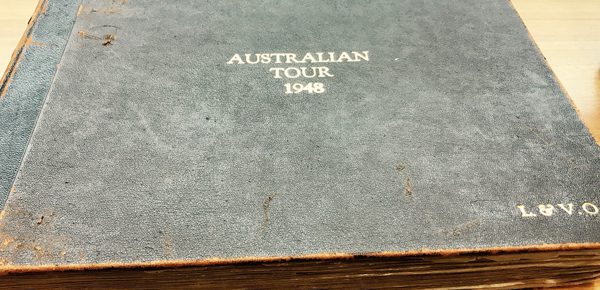 AUSTRALIAN
TOUR
1948
L & V.O